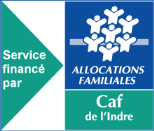 Service
financé
par
ALLOCATIONS
FAMILIALES
Caf
de l'Indre